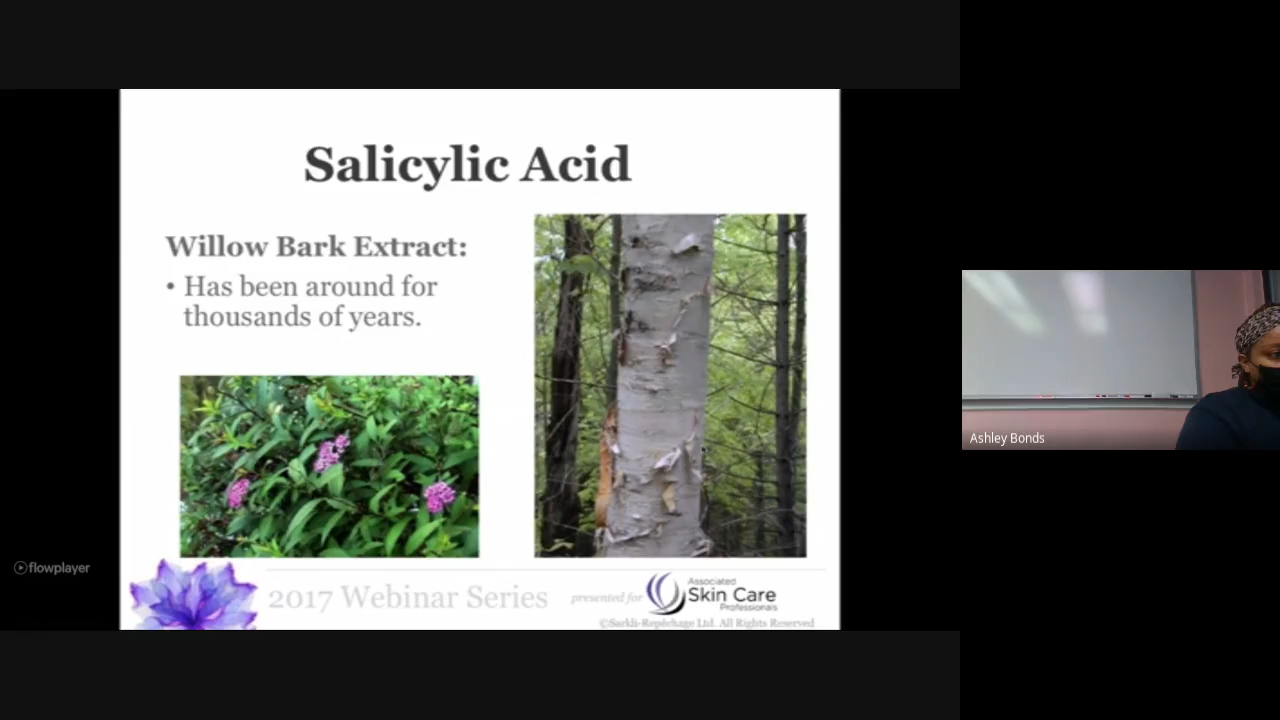 Salicylic Acid
Willow Bark Extract:
• Has been around for
thousands of years.
flowplayer
2017 Webinar Series
presented for
Associated
Skin Care
Professionals
©Sarkli-Repêchage Ltd. All Rights Reserved
Ashley Bonds